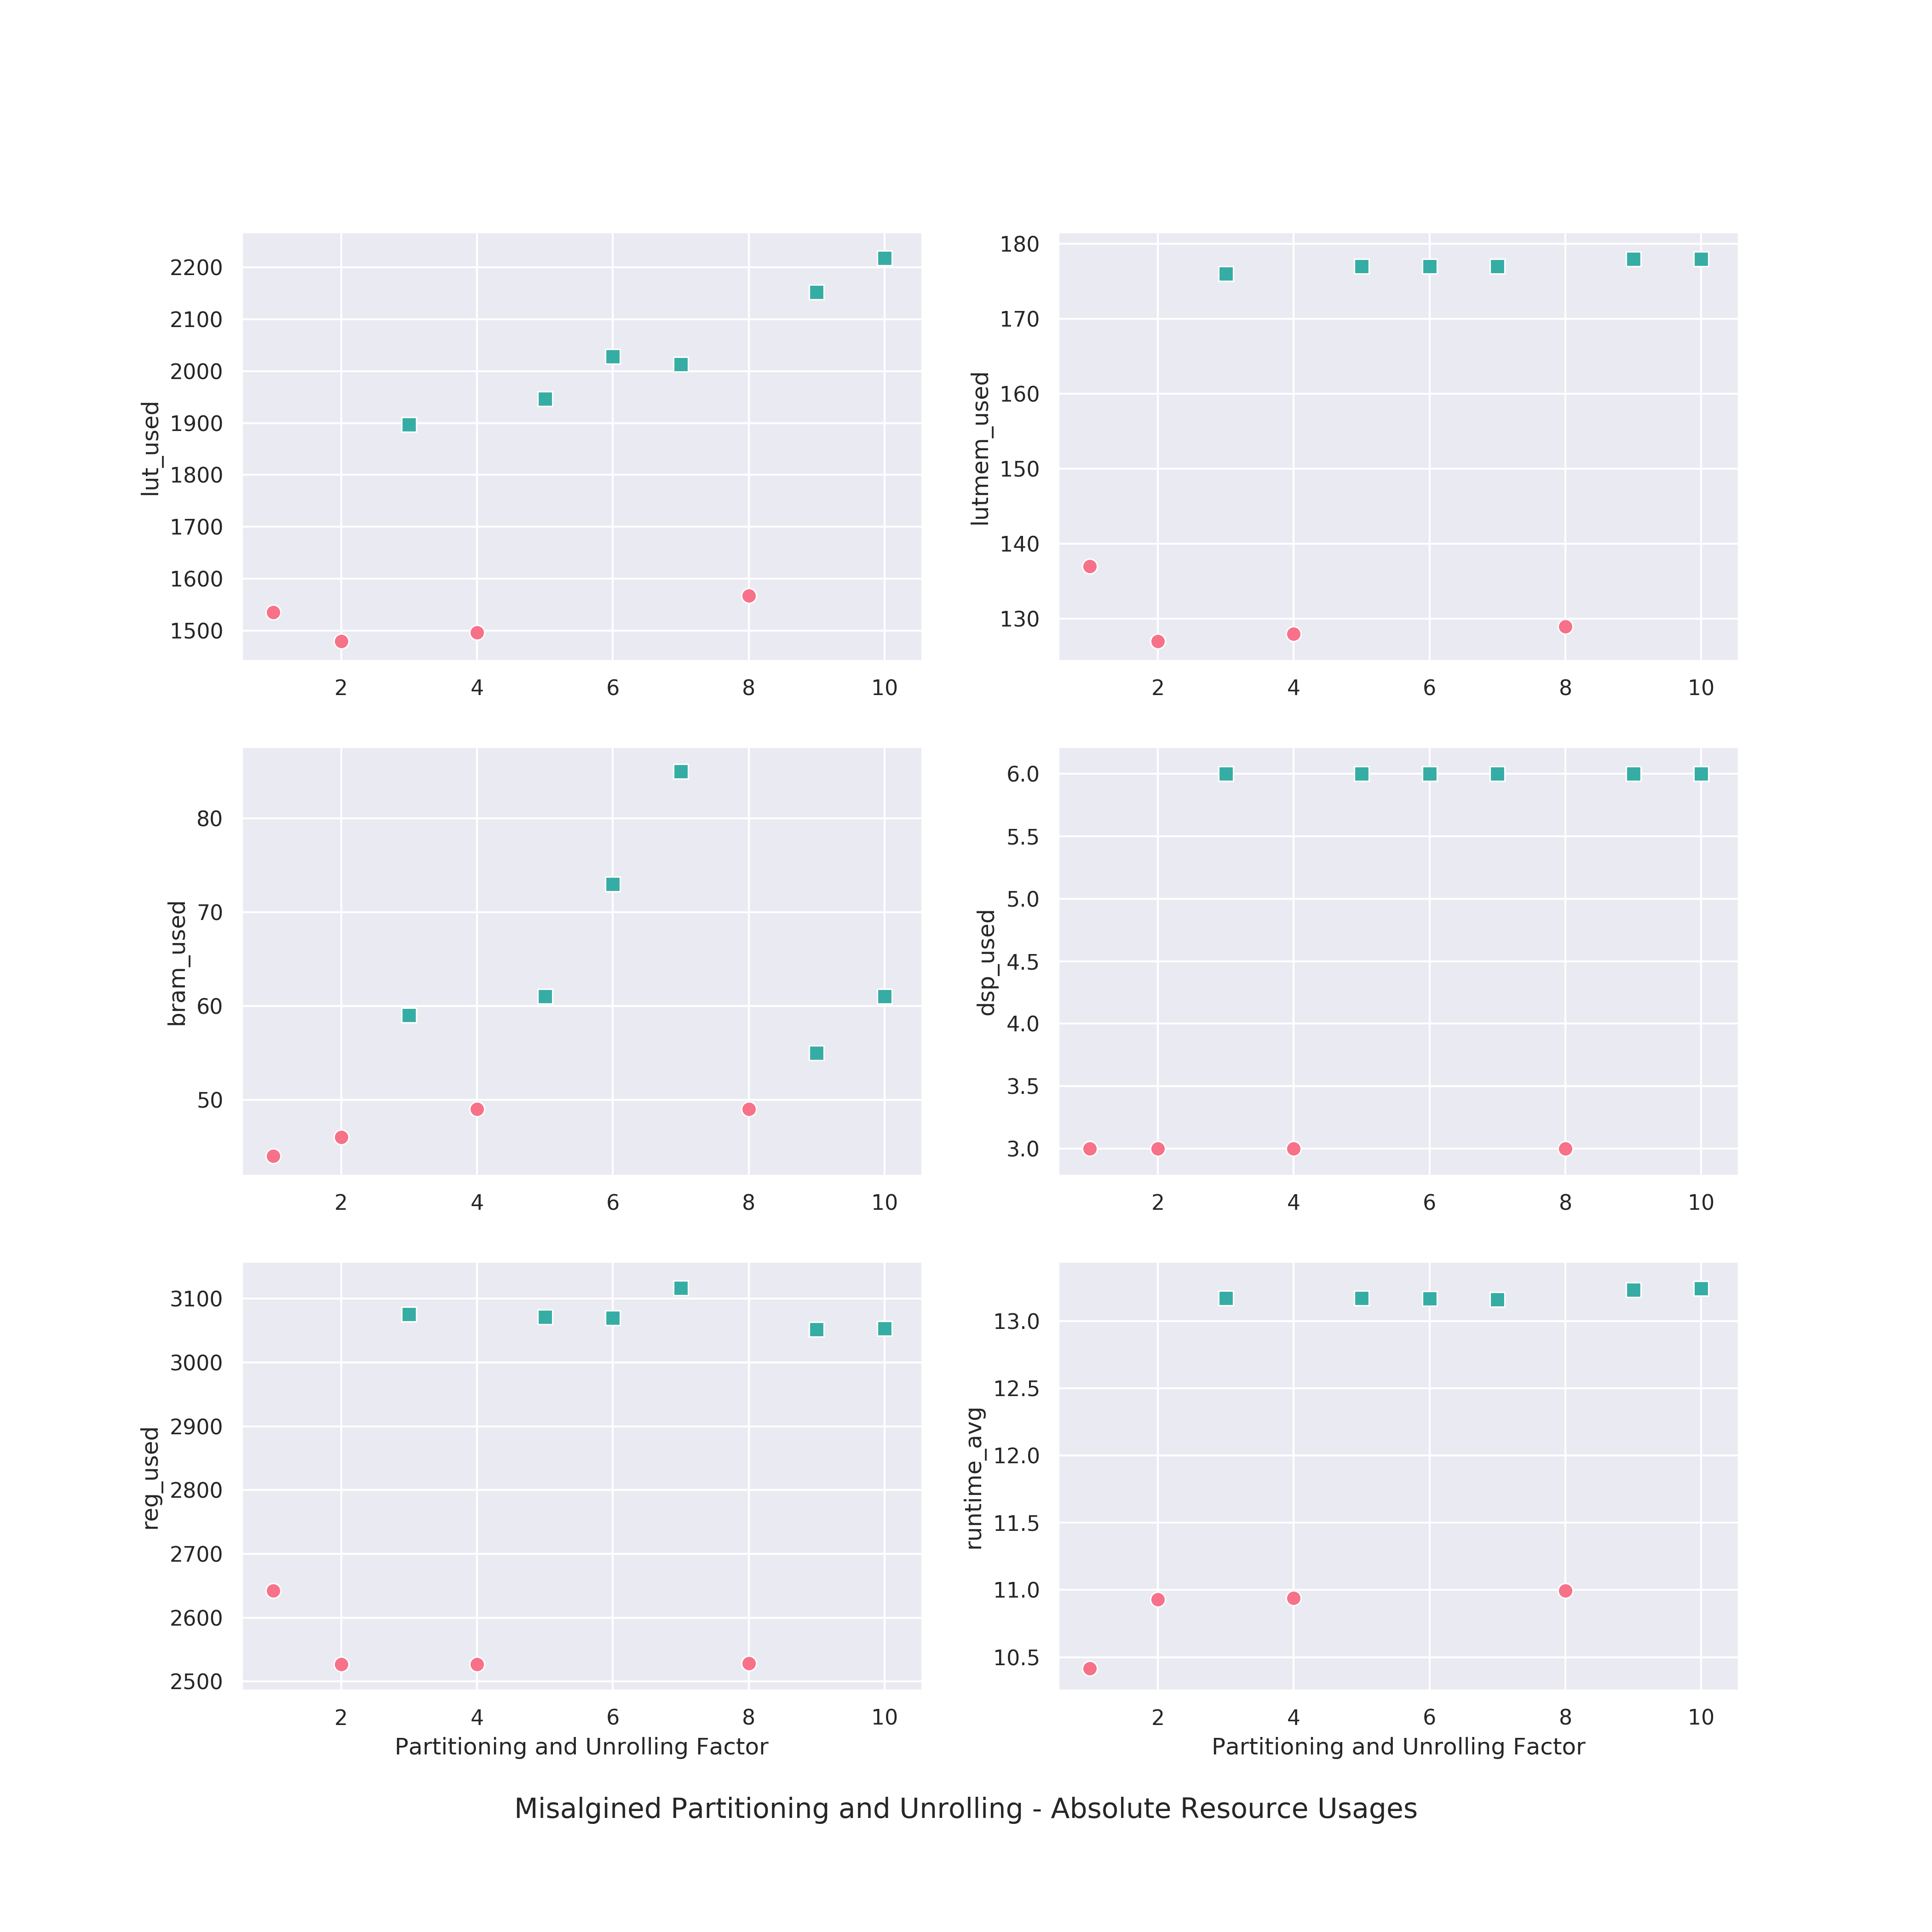 2200
2100
2000
1900
1800
1700
1600
1500
lut_used
2 4 6 8 10
180
170
160
150
140
130
lutmem_used
2 4 6 8 10
80
70
60
50
bram_used
2 4 6 8 10
6.0
5.5
5.0
4.5
4.0
3.5
3.0
dsp_used
2 4 6 8 10
3100
3000
2900
2800
2700
2600
2500
reg_used
2 4 6 8 10
Partitioning and Unrolling Factor
13.0
12.5
12.0
11.5
11.0
10.5
runtime_avg
2 4 6 8 10
Partitioning and Unrolling Factor
Misalgined Partitioning and Unrolling - Absolute Resource Usages